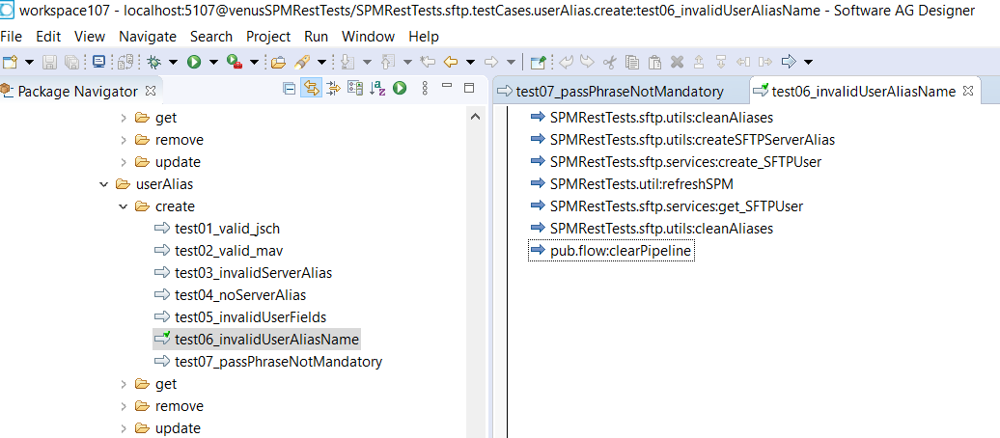 workspace107 - localhost:5107@venusSPMRestTests/SPMRestTests.sftp.testCases.userAlias.create:test06_invalidUserAliasName - Software AG Designer
File Edit View Navigate Search Project Run Window Help
Package Navigator
get
remove
update
userAlias
create
test01_valid_jsch
test02_valid_mav
test03_invalidServerAlias
test04_noServerAlias
test05_invalidUserFields
test06_invalidUserAliasName
test07_passPhraseNotMandatory
get
remove
update
test07_passPhraseNotMandatory test06_invalidUserAliasName
SPMRestTests.sftp.utils:cleanAliases
SPMRestTests.sftp.utils:createSFTPServerAlias
SPMRestTests.sftp.services:create_SFTPUser
SPMRestTests.util:refreshSPM
SPMRestTests.sftp.services:get_SFTPUser
SPMRestTests.sftp.utils:cleanAliases
pub.flow:clearPipeline